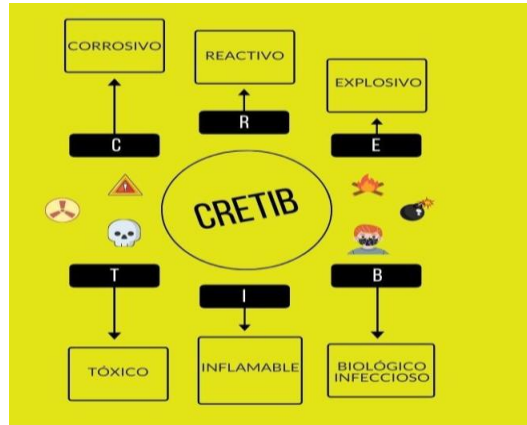 CORROSIVO
REACTIVO
EXPLOSIVO
C
R
E
CRETIB
T
I
B
TÓXICO
INFLAMABLE
BIOLÓGICO
INFECCIOSO